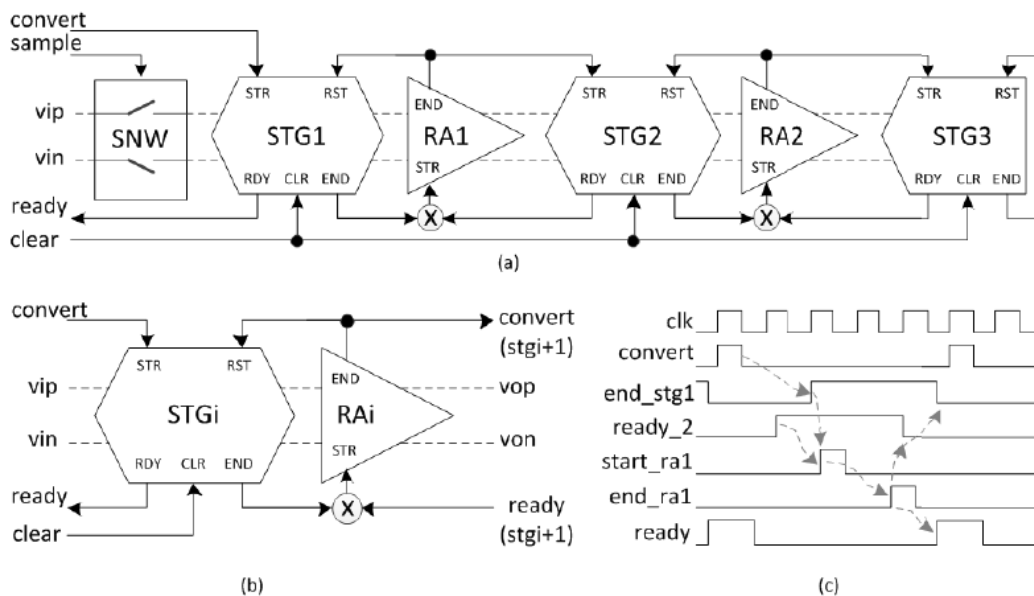 convert
sample
STR
RST
END
STR
RST
END
STR
RST
vip
vin
SNW
STG1
RA1
STG2
RA2
STG3
STR
STR
RDY
CLR
END
RDY
CLR
END
RDY
CLR
END
ready
X
X
clear
(a)
convert
convert
(stgi+1)
STR
RST
END
vip
vop
STGi
RAi
vin
von
STR
RDY
CLR
END
ready
X
ready
(stgi+1)
clear
(b)
clk
convert
end_stg1
ready_2
start_ra1
end_ra1
ready
(c)